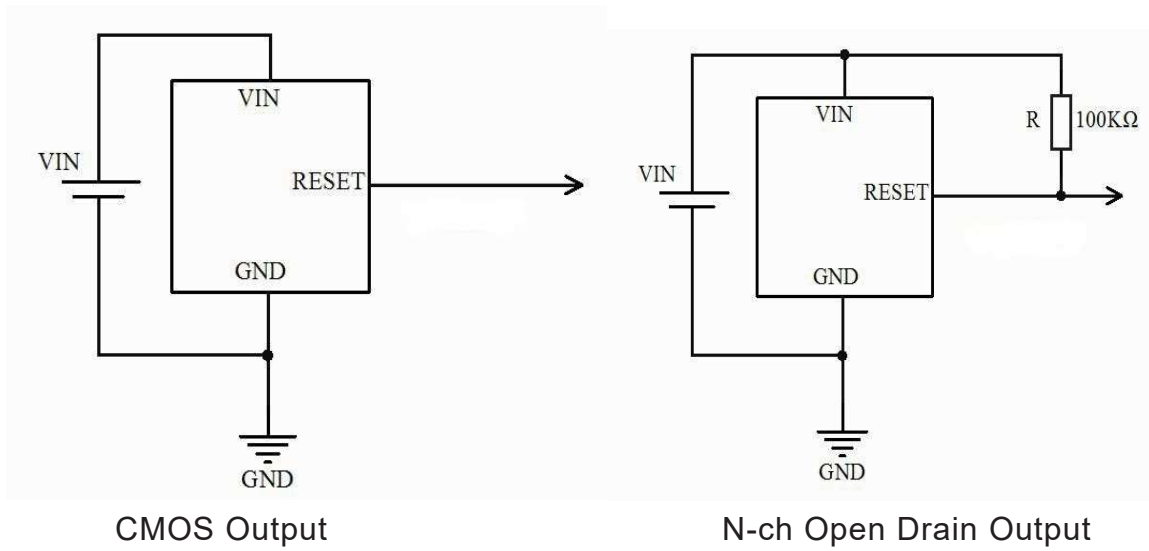 VIN
VIN
RESET
GND
GND
CMOS Output
VIN
VIN
R 100KΩ
RESET
GND
GND
N-ch Open Drain Output